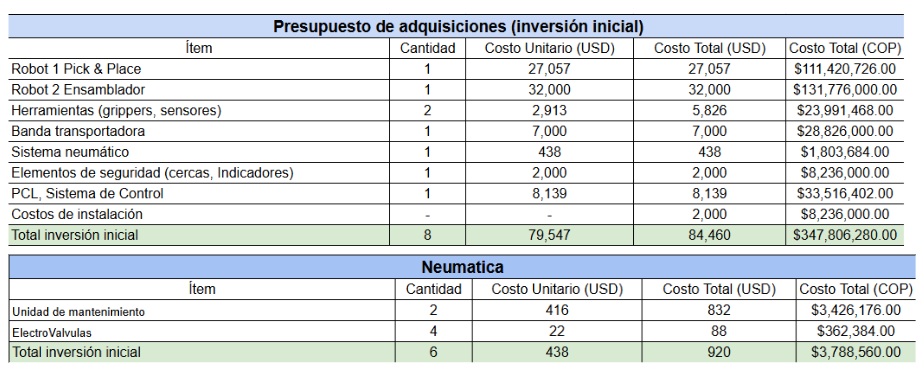 Presupuesto de adquisiciones (inversión inicial)
Ítem Cantidad Costo Unitario (USD) Costo Total (USD) Costo Total (COP)
Robot 1 Pick & Place 1 27,057 27,057 $111,420,726.00
Robot 2 Ensamblador 1 32,000 32,000 $131,776,000.00
Herramientas (grippers, sensores) 2 2,913 5,826 $23,991,468.00
Banda transportadora 1 7,000 7,000 $28,826,000.00
Sistema neumático 1 438 438 $1,803,684.00
Elementos de seguridad (cercas, Indicadores) 1 2,000 2,000 $8,236,000.00
PCL, Sistema de Control 1 8,139 8,139 $33,516,402.00
Costos de instalación - - 2,000 $8,236,000.00
Total inversión inicial 8 79,547 84,460 $347,806,280.00
Neumatica
Ítem Cantidad Costo Unitario (USD) Costo Total (USD) Costo Total (COP)
Unidad de mantenimiento 2 416 832 $3,426,176.00
ElectroValvulas 4 22 88 $362,384.00
Total inversión inicial 6 438 920 $3,788,560.00